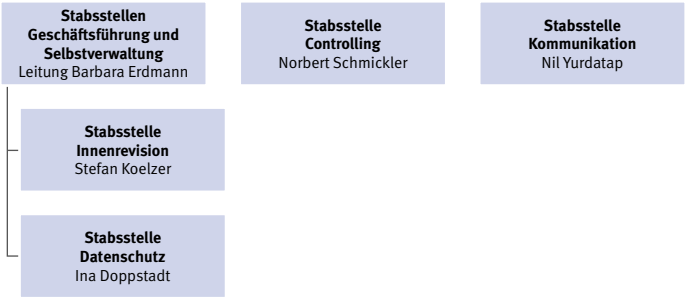 Stabsstellen
Geschäftsführung und
Selbstverwaltung
Leitung Barbara Erdmann
Stabsstelle
Controlling
Norbert Schmickler
Stabsstelle
Kommunikation
Nil Yurdatap
Stabsstelle
Innenrevision
Stefan Koelzer
Stabsstelle
Datenschutz
Ina Doppstadt